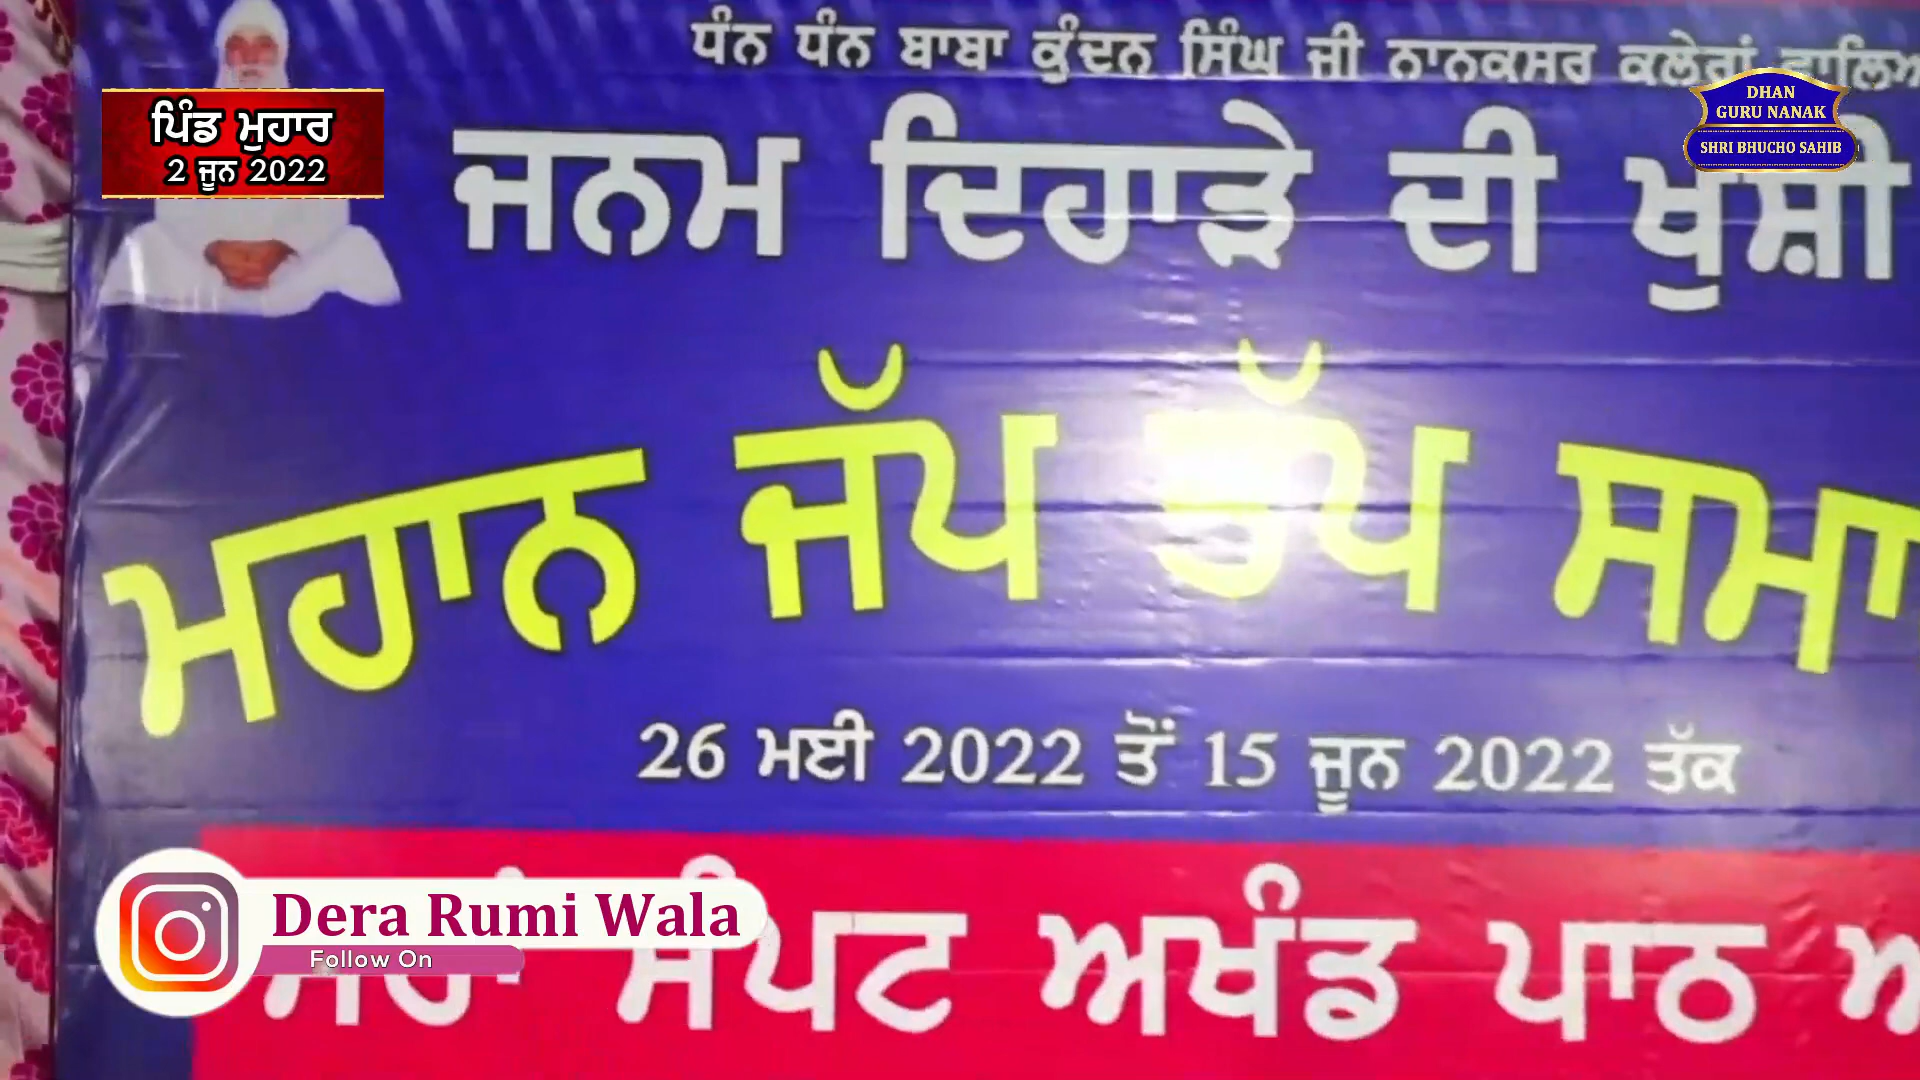 ਧੰਨ ਧੰਨ ਬਾਬਾ ਕੁੰਦਨ ਸਿੰਘ ਜੀ ਨਾਨਕਸਰ ਕਲੇਰਾਂ
ਪਿੰਡ ਮੁਹਾਰ
2 ਜੂਨ 2022
DHAN
GURU NANAK
SHRI BHUCHO SAHIB
ਜਨਮ ਦਿਹਾੜੇ ਦੀ ਖੁਸ਼ੀ
ਮਹਾਨ ਜੱਪ ਤੱਪ ਸਮਾ
26 ਮਈ 2022 ਤੋਂ 15 ਜੂਨ 2022 ਤੱਕ
Dera Rumi Wala
Follow On
ਸੰਪਟ ਅਖੰਡ ਪਾਠ